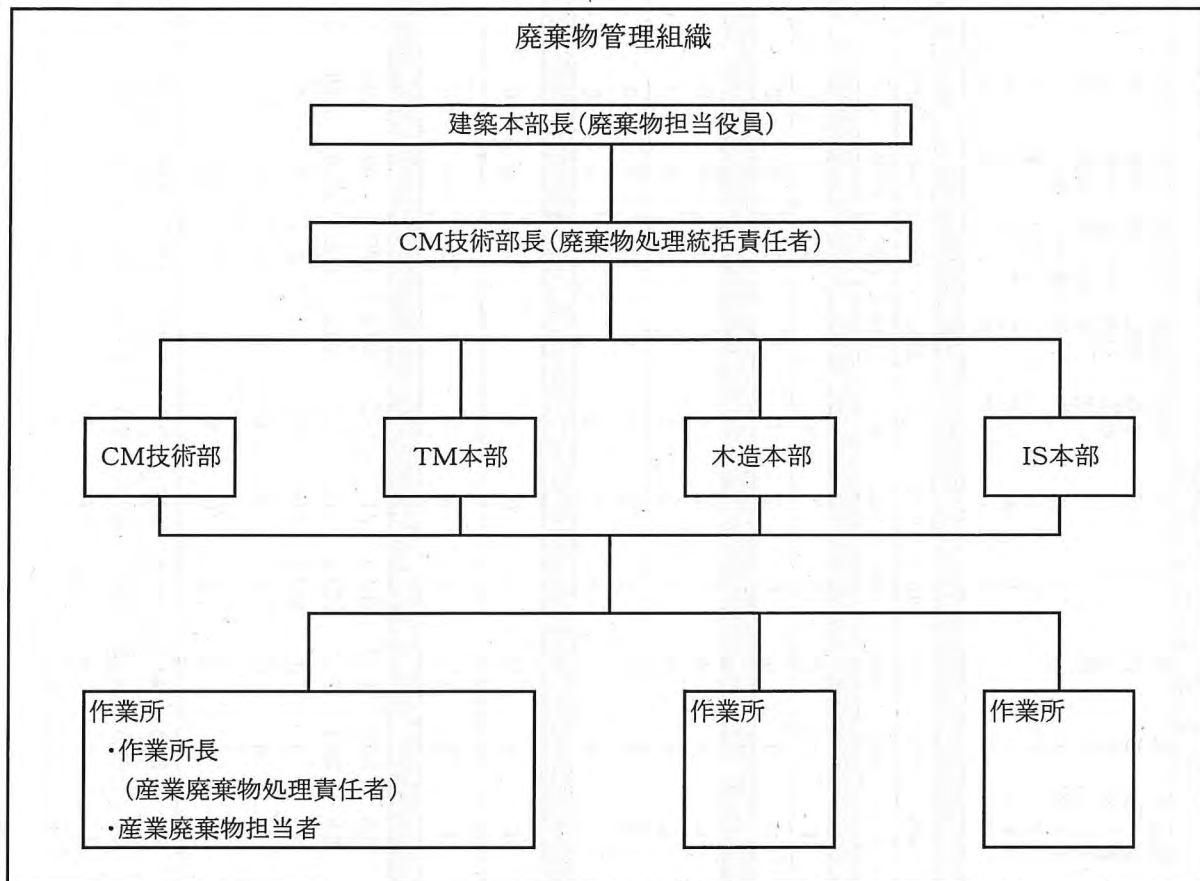 廃棄物管理組織
建築本部長(廃棄物担当役員)
CM技術部長(廃棄物処理統括責任者)
CM技術部
TM本部
木造本部
IS本部
作業所
・作業所長
(産業廃棄物処理責任者)
・産業廃棄物担当者
作業所
作業所